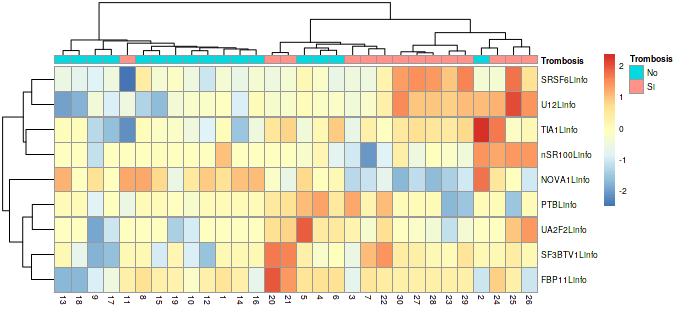 Trombosis
Trombosis
No
Si
SRSF6Linfo
U12Linfo
TIA1Linfo
nSR100Linfo
NOVA1Linfo
PTBLinfo
UA2F2Linfo
SF3BTV1Linfo
FBP11Linfo
2
1
0
-1
-2
13 18 9 17 11 8 15 19 10 12 1 14 16 20 21 5 4 6 3 7 22 30 27 28 23 29 2 24 25 26